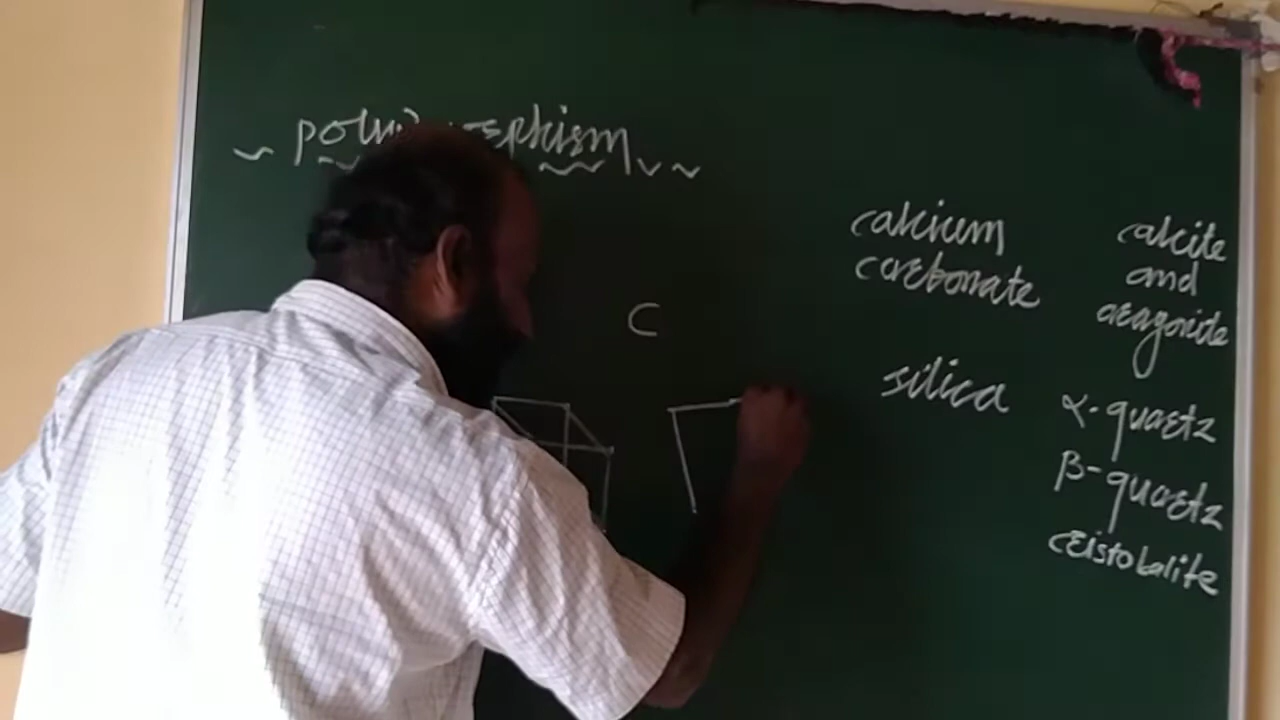 polymorphism
calcium
carbonate
calcite
and
aragonite
C
silica
α-quartz
β-quartz
cristobalite